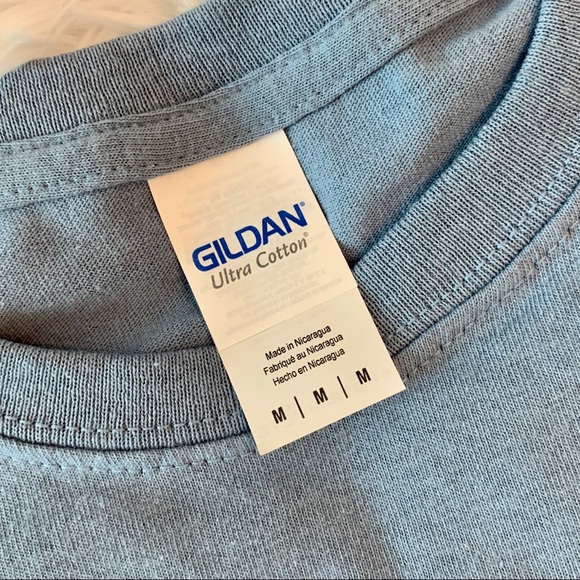 GILDAN®
Ultra Cotton®
Made in Nicaragua
Fabriqué au Nicaragua
Hecho en Nicaragua
M | M | M